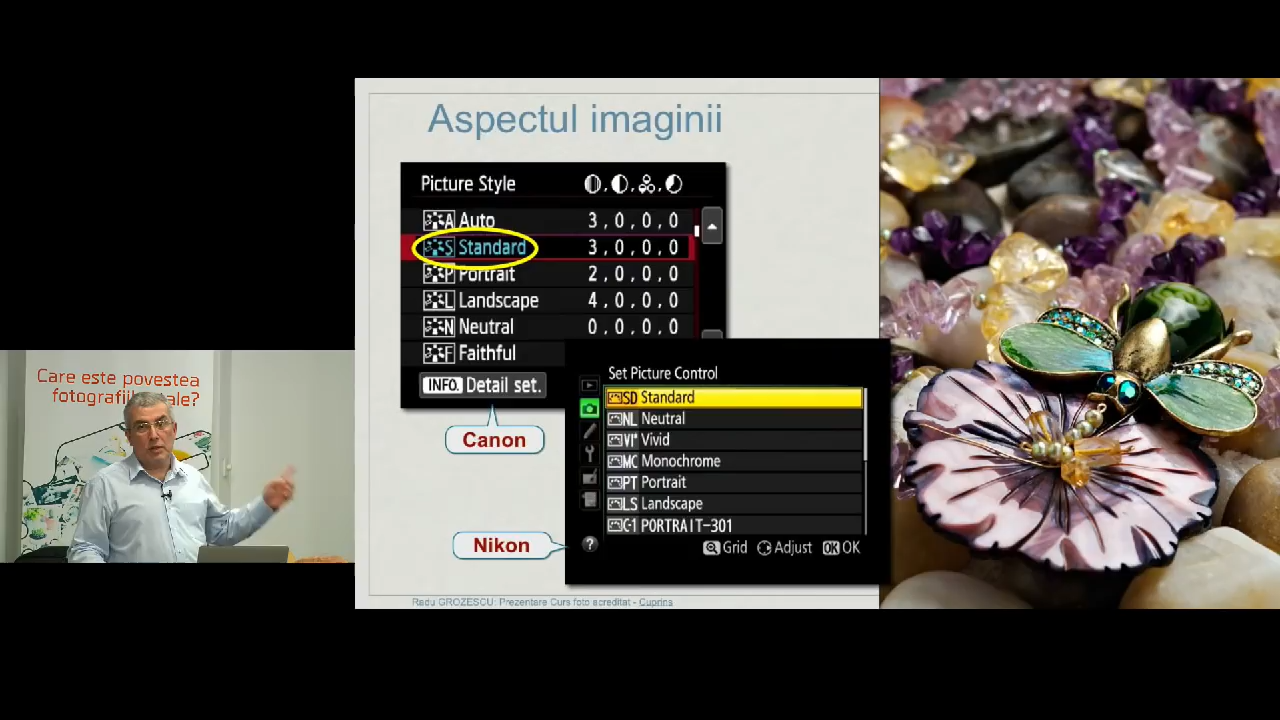 Aspectul imaginii
Picture Style
Auto 3, 0, 0, 0
Standard 3, 0, 0, 0
Portrait 2, 0, 0, 0
Landscape 4, 0, 0, 0
Neutral 0, 0, 0, 0
Faithful
INFO. Detail set.
Canon
Set Picture Control
SD Standard
NL Neutral
VI Vivid
MC Monochrome
PT Portrait
LS Landscape
C-1 PORTRAIT-301
? Grid Adjust OK OK
Nikon
Radu GROZESCU: Prezentare Curs foto acreditat - Cuprins
Care este povestea
fotografiil ale?